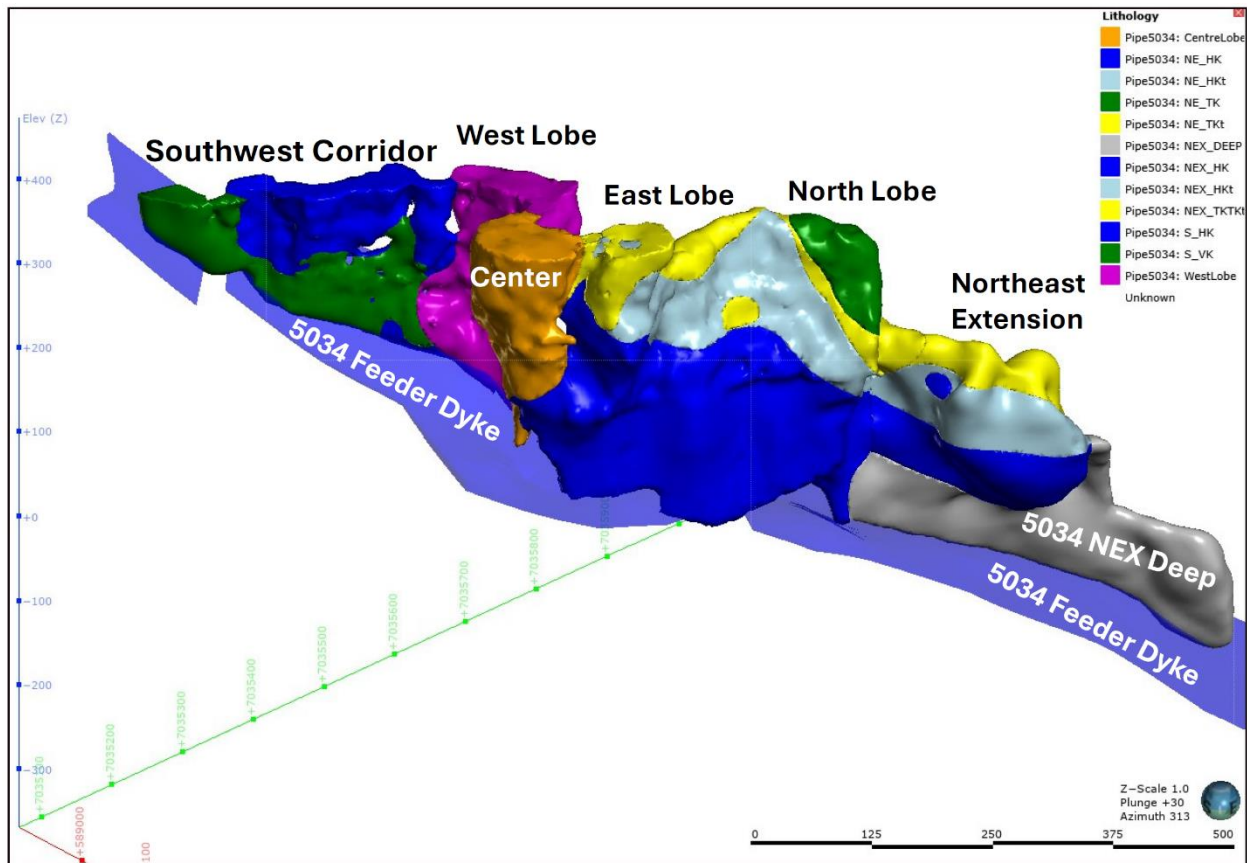 Lithology
Pipe5034: CentreLobe
Pipe5034: NE_HK
Pipe5034: NE_HKt
Pipe5034: NE_TK
Pipe5034: NE_TKt
Pipe5034: NEX_DEEP
Pipe5034: NEX_HK
Pipe5034: NEX_HKt
Pipe5034: NEX_TKTKt
Pipe5034: S_HK
Pipe5034: S_VK
Pipe5034: WestLobe
Unknown
Elev (Z)
+400
+300
+200
+100
+0
−100
−200
−300
Southwest Corridor
West Lobe
East Lobe
North Lobe
Center
Northeast
Extension
5034 Feeder Dyke
5034 NEX Deep
5034 Feeder Dyke
+7035200
+7035300
+7035400
+7035500
+7035600
+7035700
+7035800
+589000
100
Z−Scale 1.0
Plunge +30
Azimuth 313
0
125
250
375
500